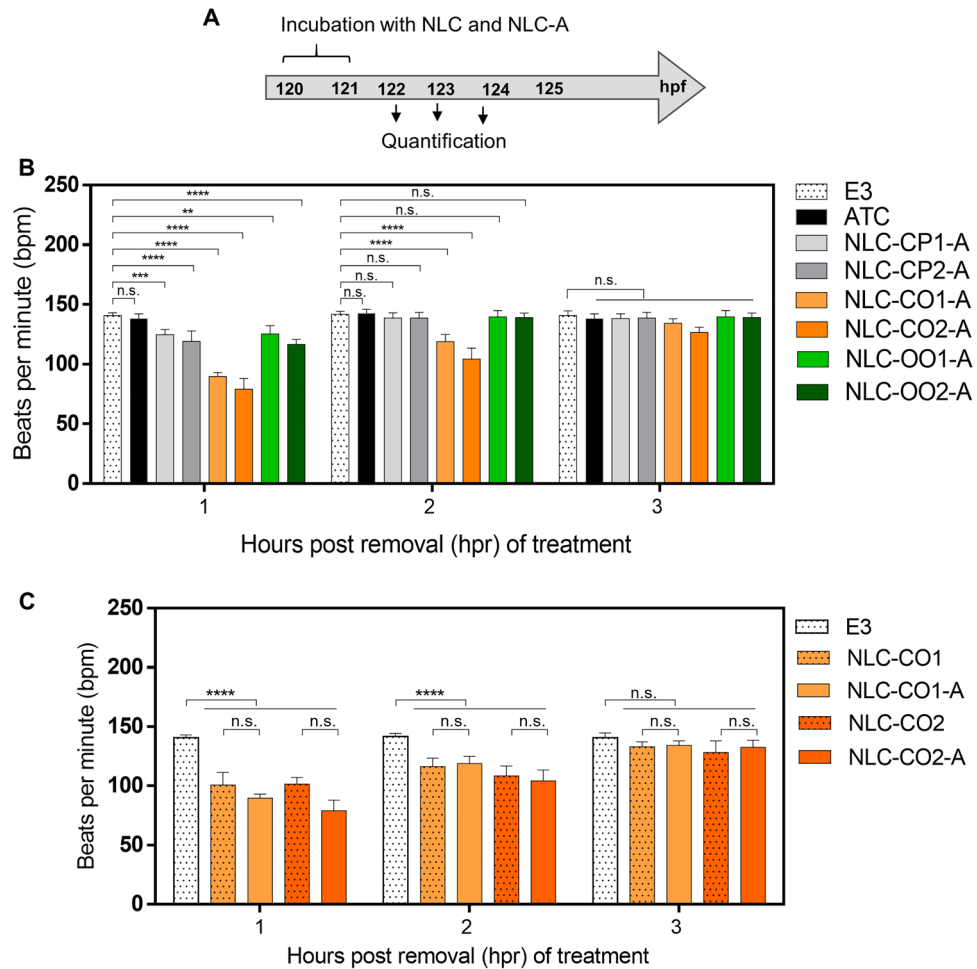 A
Incubation with NLC and NLC-A
120 121 122 123 124 125 hpf
Quantification
B
Beats per minute (bpm)
250
200
150
100
50
0
****
**
****
****
****
***
n.s.
n.s.
n.s.
****
****
n.s.
n.s.
n.s.
n.s.
1 2 3
Hours post removal (hpr) of treatment
E3
ATC
NLC-CP1-A
NLC-CP2-A
NLC-CO1-A
NLC-CO2-A
NLC-OO1-A
NLC-OO2-A
C
Beats per minute (bpm)
250
200
150
100
50
0
**** **** n.s.
n.s. n.s. n.s. n.s. n.s. n.s.
1 2 3
Hours post removal (hpr) of treatment
E3
NLC-CO1
NLC-CO1-A
NLC-CO2
NLC-CO2-A